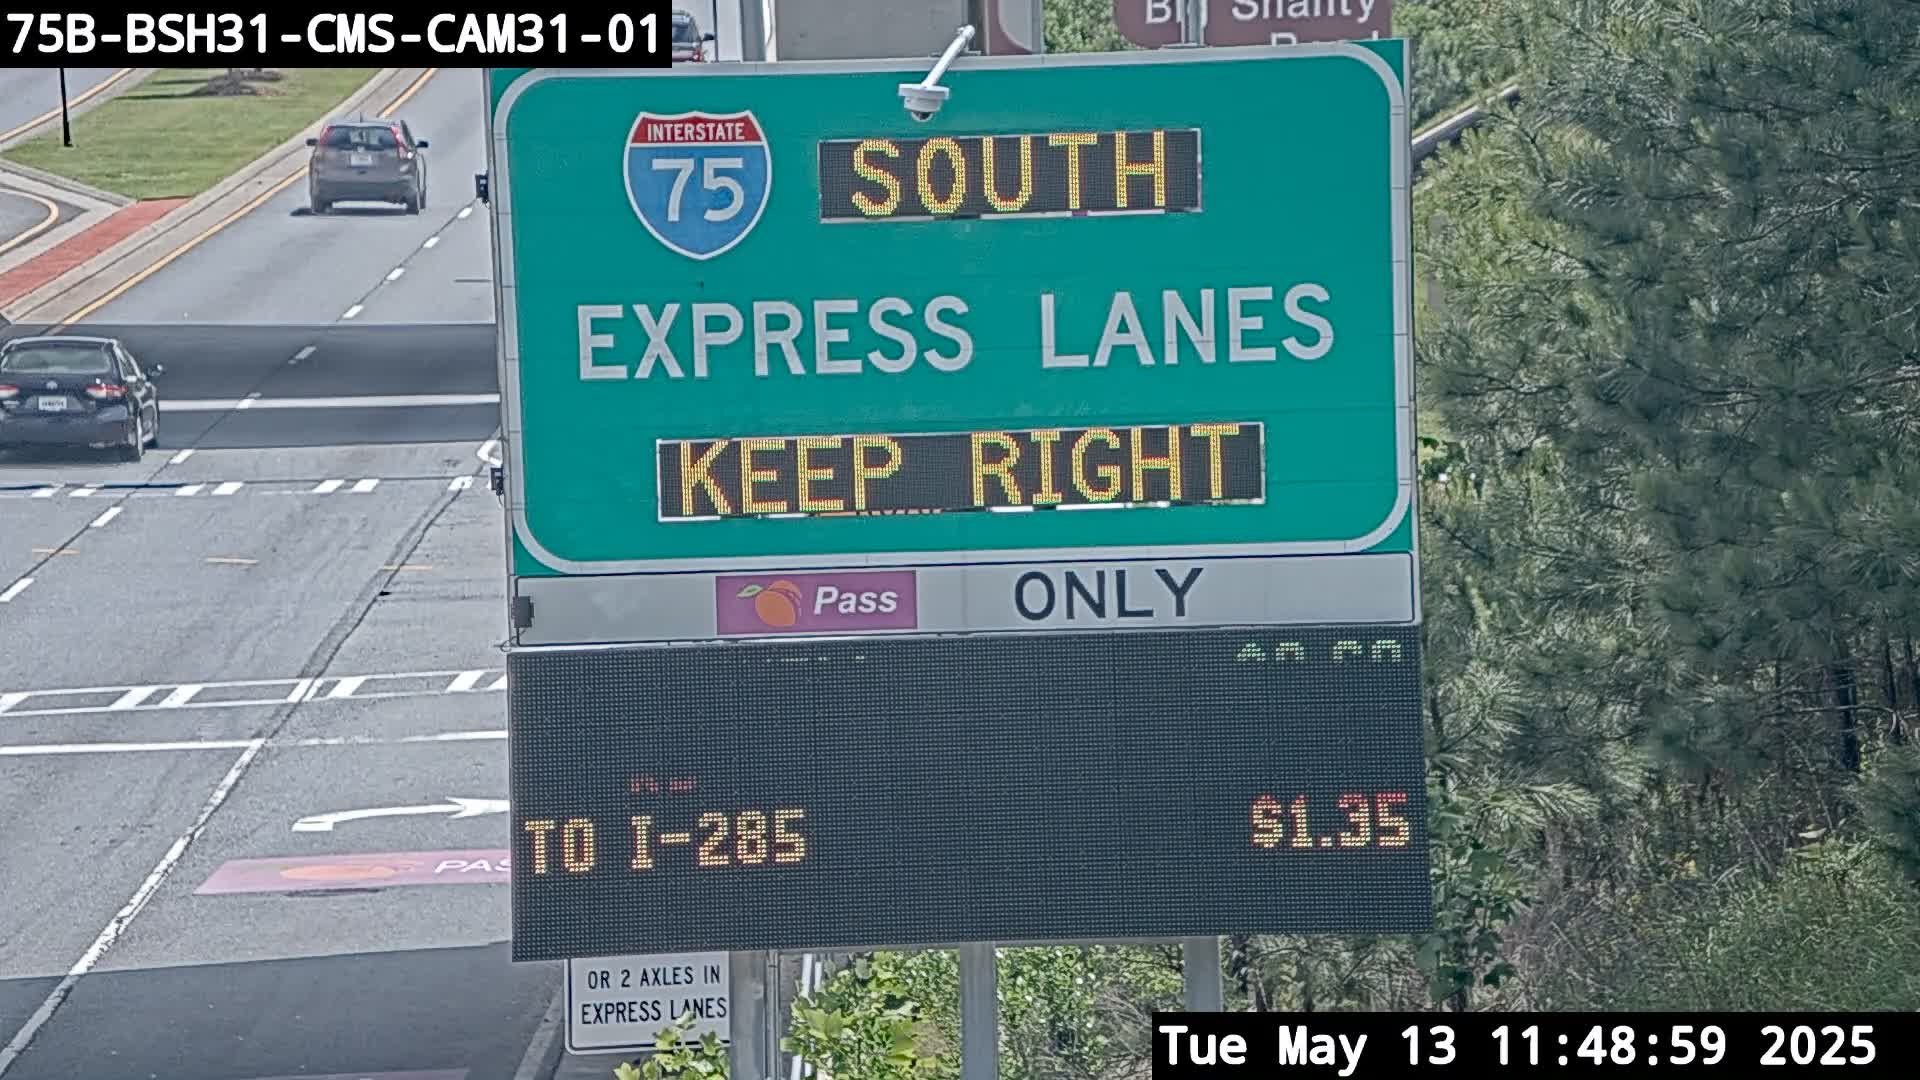 75B-BSH31-CMS-CAM31-01
Shanty
INTERSTATE
75
SOUTH
EXPRESS LANES
KEEP RIGHT
Pass ONLY
TO I-285 $1.35
OR 2 AXLES IN
EXPRESS LANES
Tue May 13 11:48:59 2025